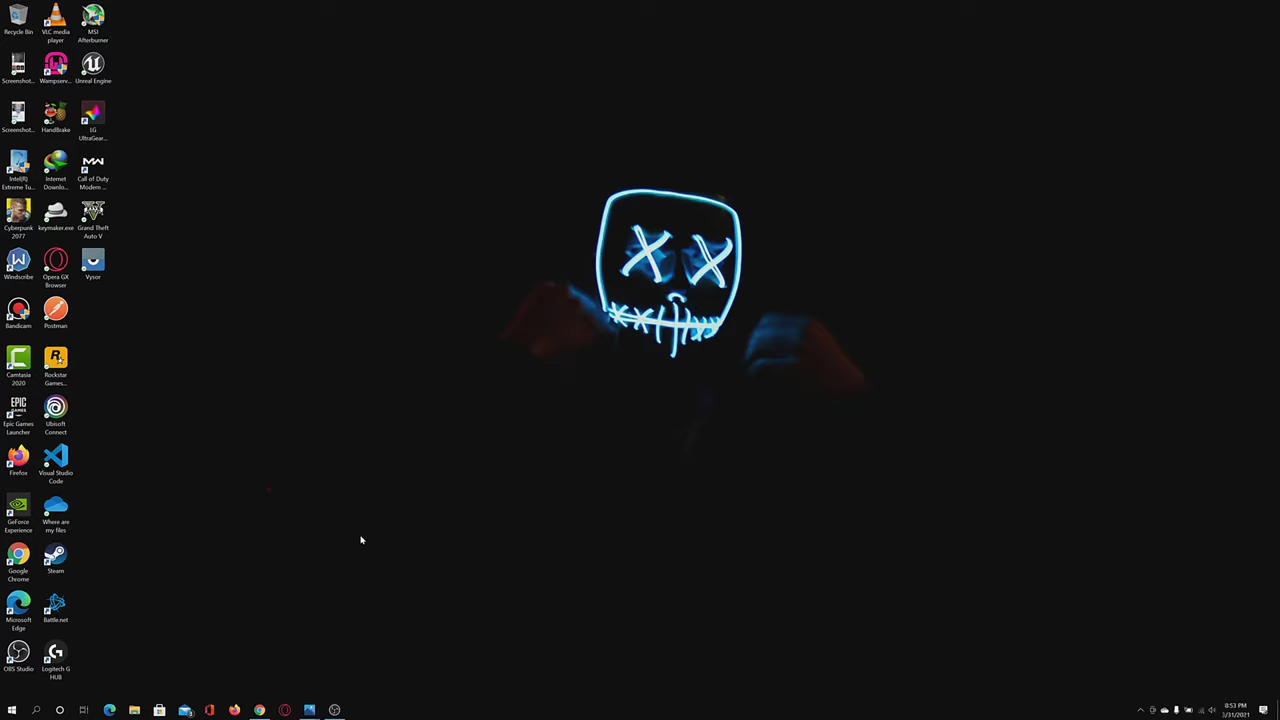 Recycle Bin
VLC media
player
MSI
Afterburner
Screenshot...
Wampserv...
Unreal Engine
Screenshot...
HandBrake
LG
UltraGear...
Intel(R)
Extreme Tu...
Internet
Downlo...
Call of Duty
Modern ...
Cyberpunk
2077
keymaker.exe
Grand Theft
Auto V
Windscribe
Opera GX
Browser
Vysor
Bandicam
Postman
Camtasia
2020
Rockstar
Games...
Epic Games
Launcher
Ubisoft
Connect
Firefox
Visual Studio
Code
GeForce
Experience
Where are
my files
Google
Chrome
Steam
Microsoft
Edge
Battle.net
OBS Studio
Logitech G
HUB
8:53 PM
3/31/2021